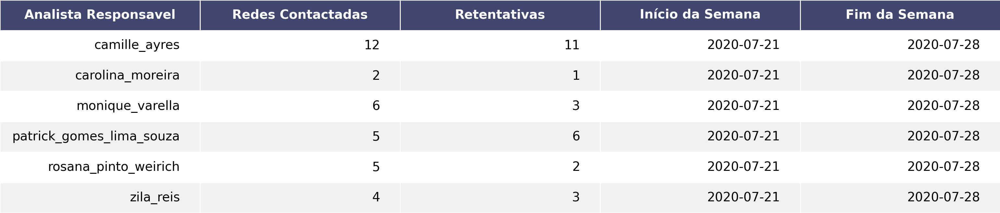 Analista Responsavel Redes Contactadas Retentativas Início da Semana Fim da Semana
camille_ayres 12 11 2020-07-21 2020-07-28
carolina_moreira 2 1 2020-07-21 2020-07-28
monique_varella 6 3 2020-07-21 2020-07-28
patrick_gomes_lima_souza 5 6 2020-07-21 2020-07-28
rosana_pinto_weirich 5 2 2020-07-21 2020-07-28
zila_reis 4 3 2020-07-21 2020-07-28